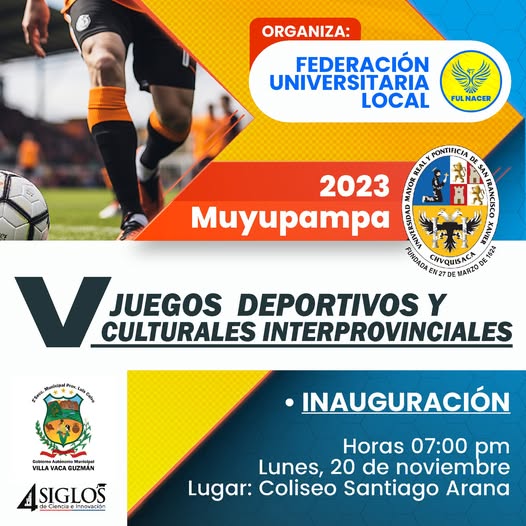 ORGANIZA:
FEDERACIÓN
UNIVERSITARIA
LOCAL
FUL NACER
2023
Muyupampa
UNIVERSIDAD MAYOR REAL Y PONTIFICIA DE SAN FRANCISCO XAVIER
CHVQUISACA
FUNDADA EN 27 DE MARZO DE 1624
V JUEGOS DEPORTIVOS Y
CULTURALES INTERPROVINCIALES
Gobierno Autónomo Municipal
VILLA VACA GUZMÁN
4 SIGLOS
de Ciencia e Innovación
• INAUGURACIÓN
Horas 07:00 pm
Lunes, 20 de noviembre
Lugar: Coliseo Santiago Arana